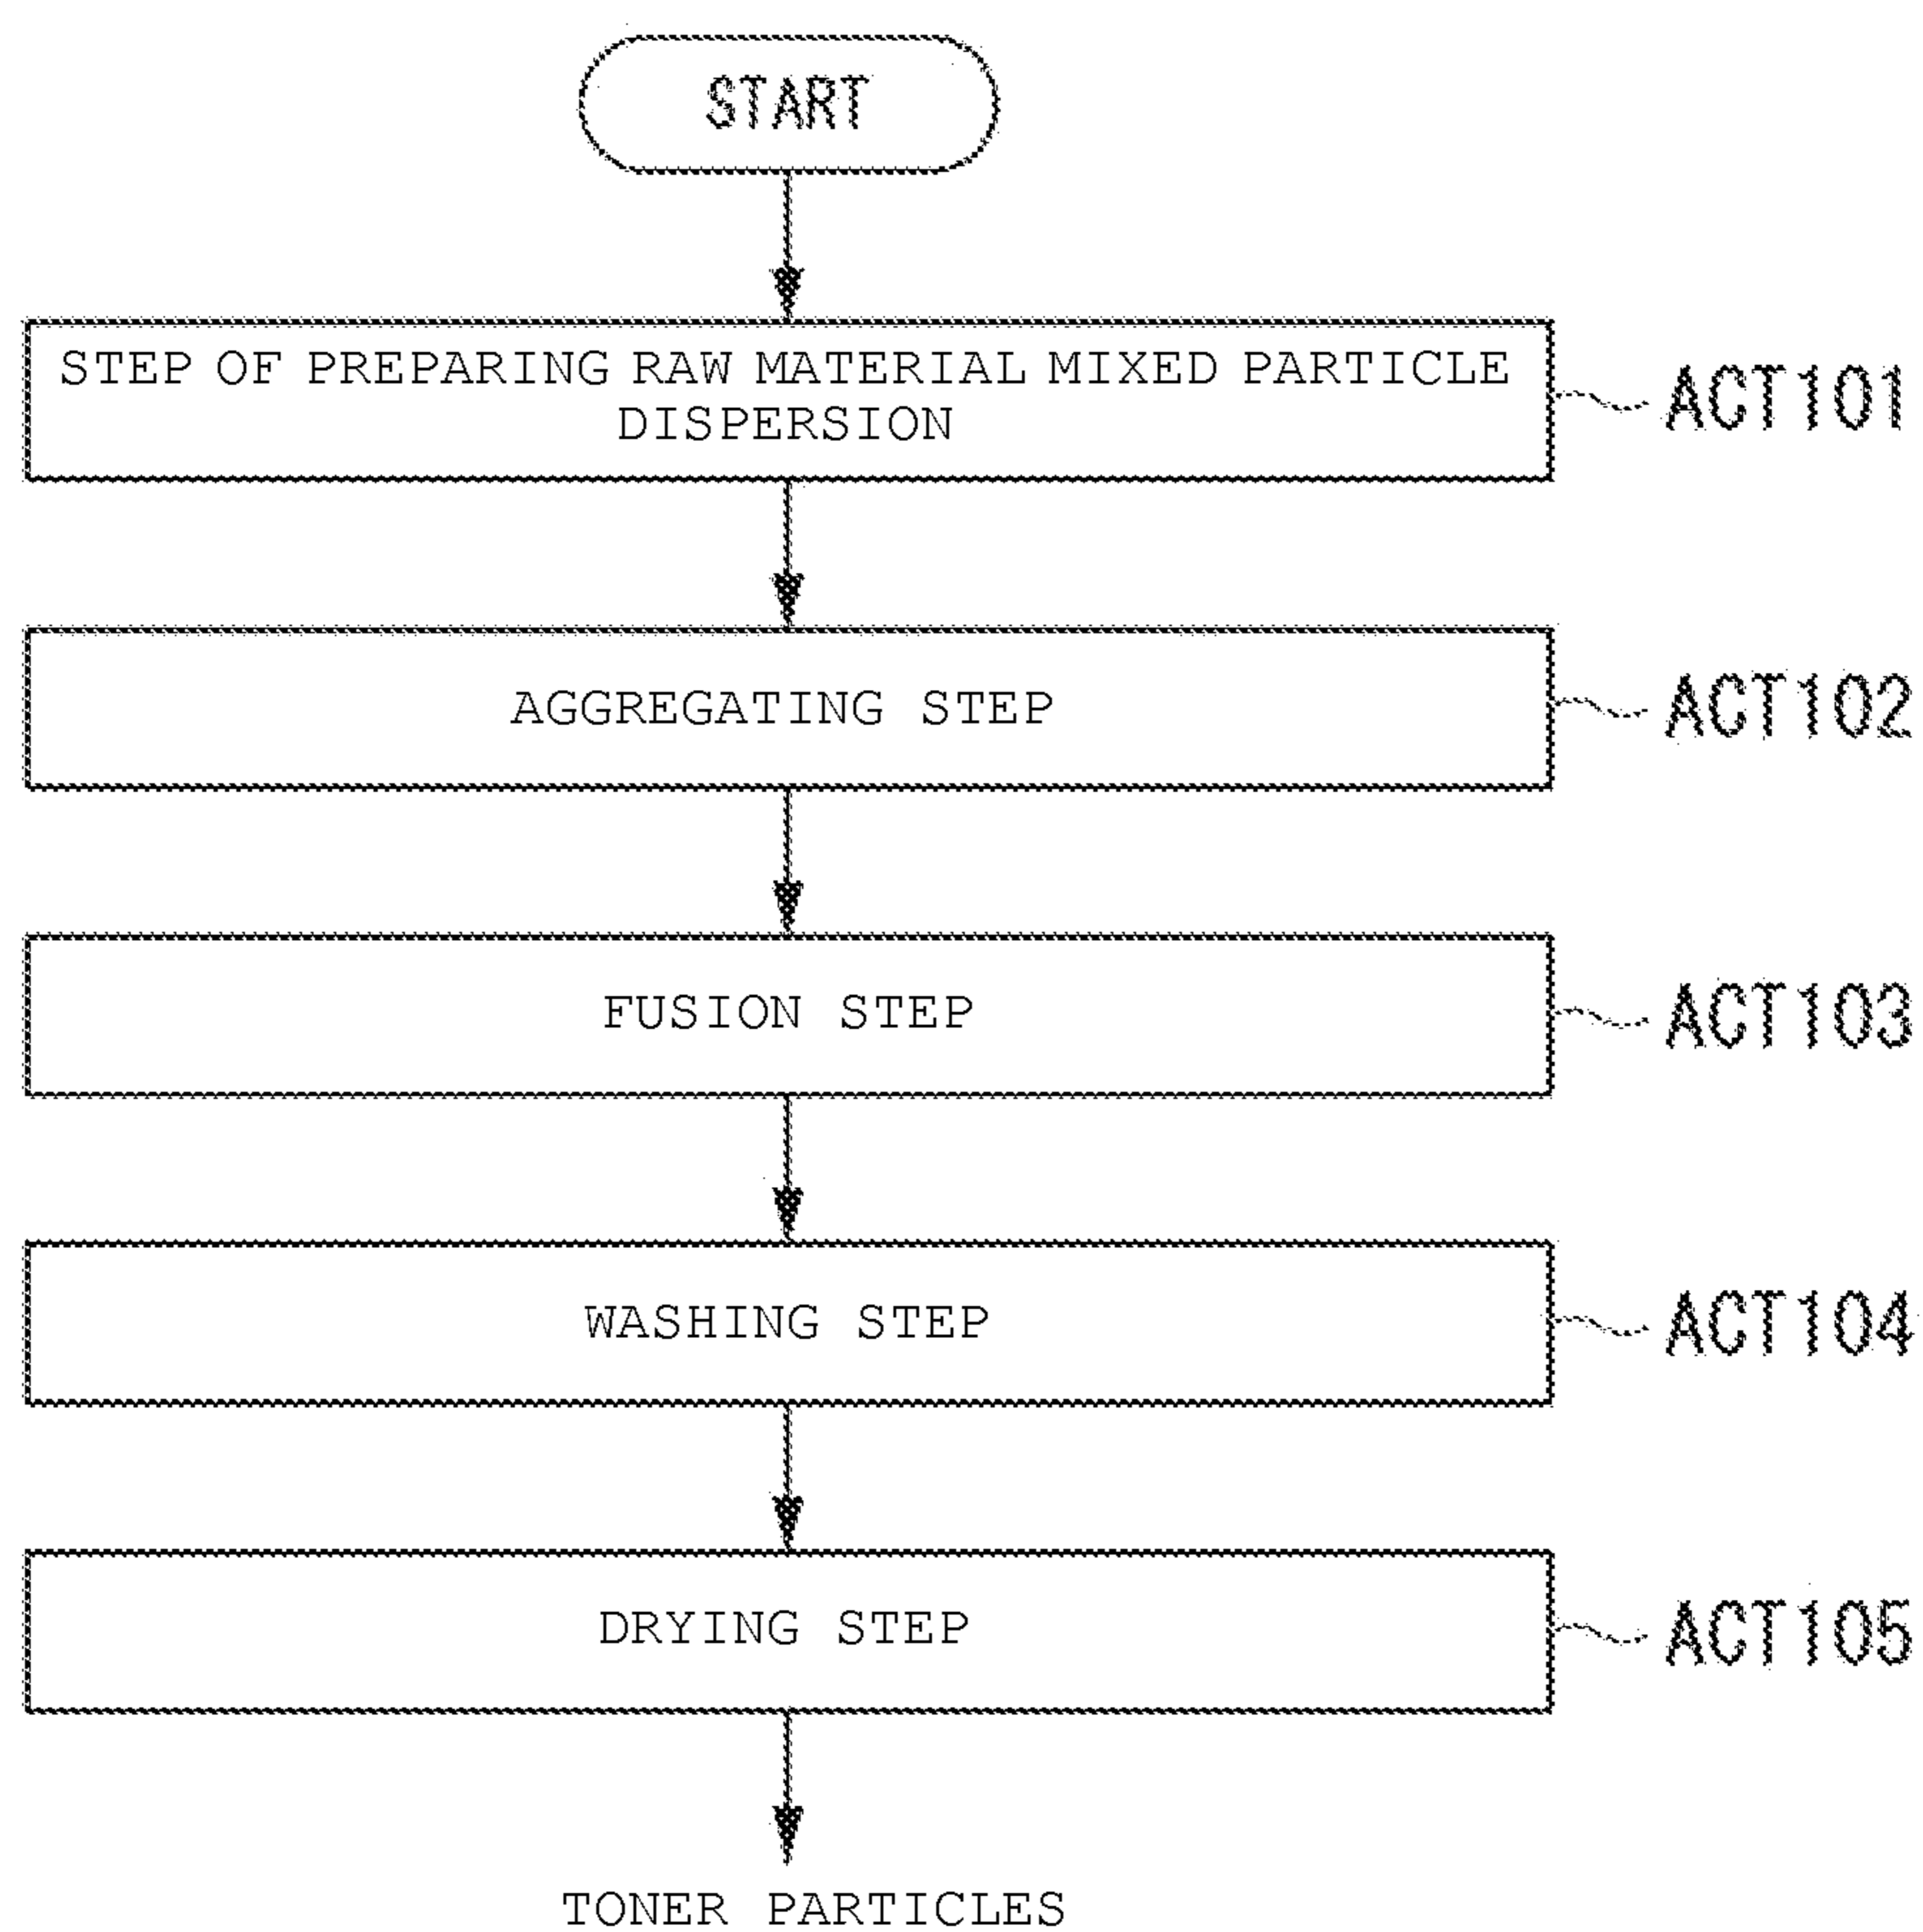 START
STEP OF PREPARING RAW MATERIAL MIXED PARTICLE
DISPERSION
ACT101
AGGREGATING STEP
ACT102
FUSION STEP
ACT103
WASHING STEP
ACT104
DRYING STEP
ACT105
TONER PARTICLES